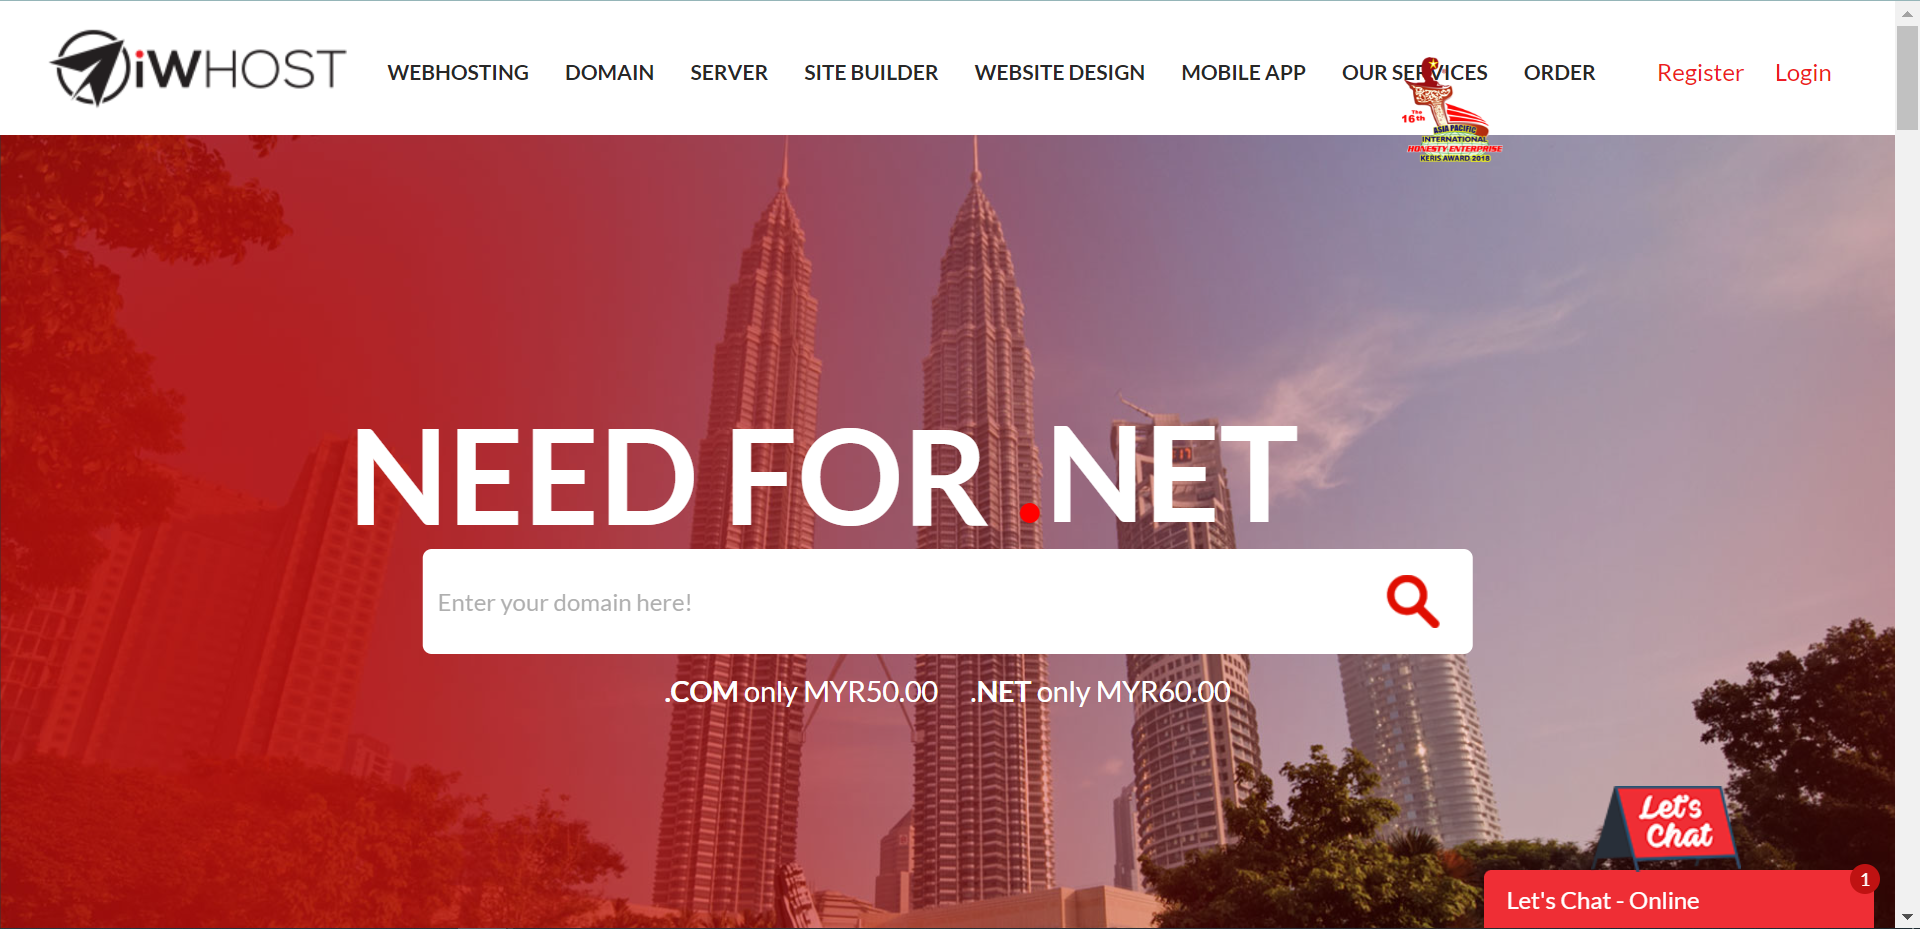 iWHOST
WEBHOSTING DOMAIN SERVER SITE BUILDER WEBSITE DESIGN MOBILE APP OUR SERVICES ORDER Register Login
The
16th
ASIA PACIFIC
INTERNATIONAL
HONESTY ENTERPRISE
KERIS AWARD 2018
NEED FOR .NET
Enter your domain here!
.COM only MYR50.00 .NET only MYR60.00
Let's
Chat
1
Let's Chat - Online